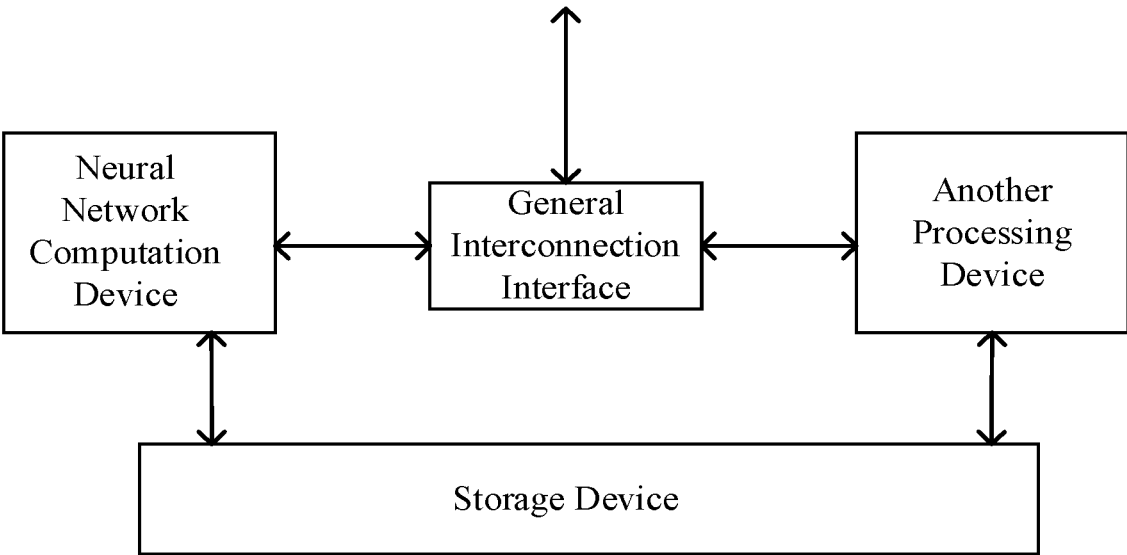 Neural
Network
Computation
Device
General
Interconnection
Interface
Another
Processing
Device
Storage Device